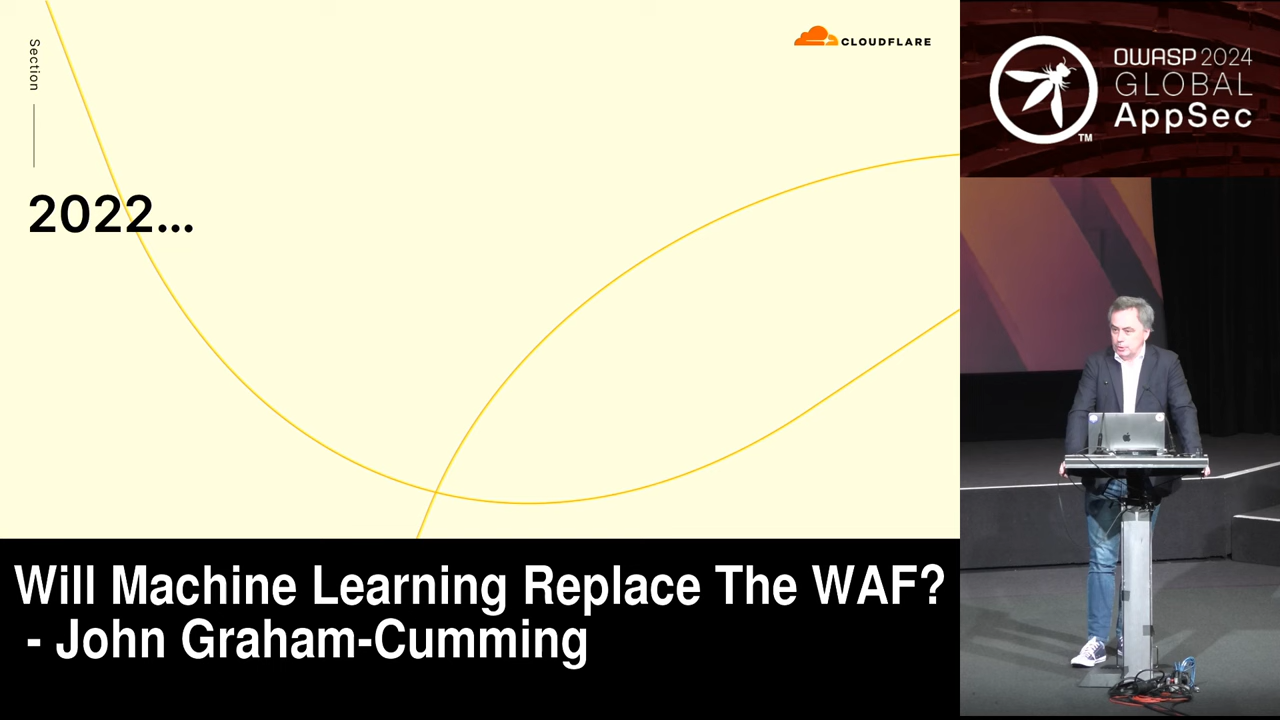 Section
CLOUDFLARE
2022...
OWASP 2024
GLOBAL
AppSec
TM
Will Machine Learning Replace The WAF?
- John Graham-Cumming